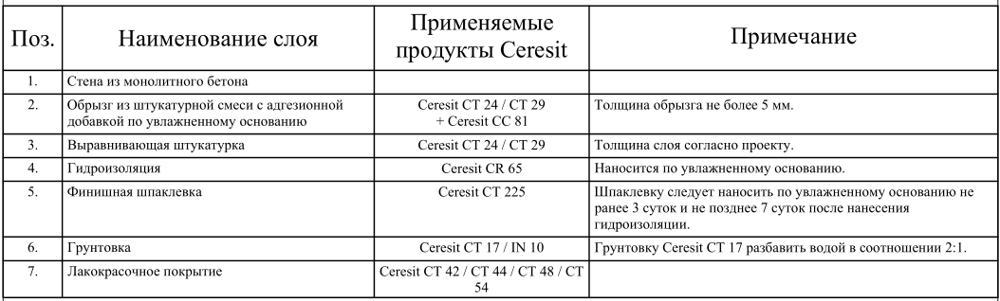 Поз.
Наименование слоя
Применяемые
продукты Ceresit
Примечание
1.
Стена из монолитного бетона
2.
Обрызг из штукатурной смеси с адгезионной
добавкой по увлажненному основанию
Ceresit CT 24 / CT 29
+ Ceresit CC 81
Толщина обрызга не более 5 мм.
3.
Выравнивающая штукатурка
Ceresit CT 24 / CT 29
Толщина слоя согласно проекту.
4.
Гидроизоляция
Ceresit CR 65
Наносится по увлажненному основанию.
5.
Финишная шпаклевка
Ceresit CT 225
Шпаклевку следует наносить по увлажненному основанию не
ранее 3 суток и не позднее 7 суток после нанесения
гидроизоляции.
6.
Грунтовка
Ceresit CT 17 / IN 10
Грунтовку Ceresit CT 17 разбавить водой в соотношении 2:1.
7.
Лакокрасочное покрытие
Ceresit CT 42 / CT 44 / CT 48 / CT
54